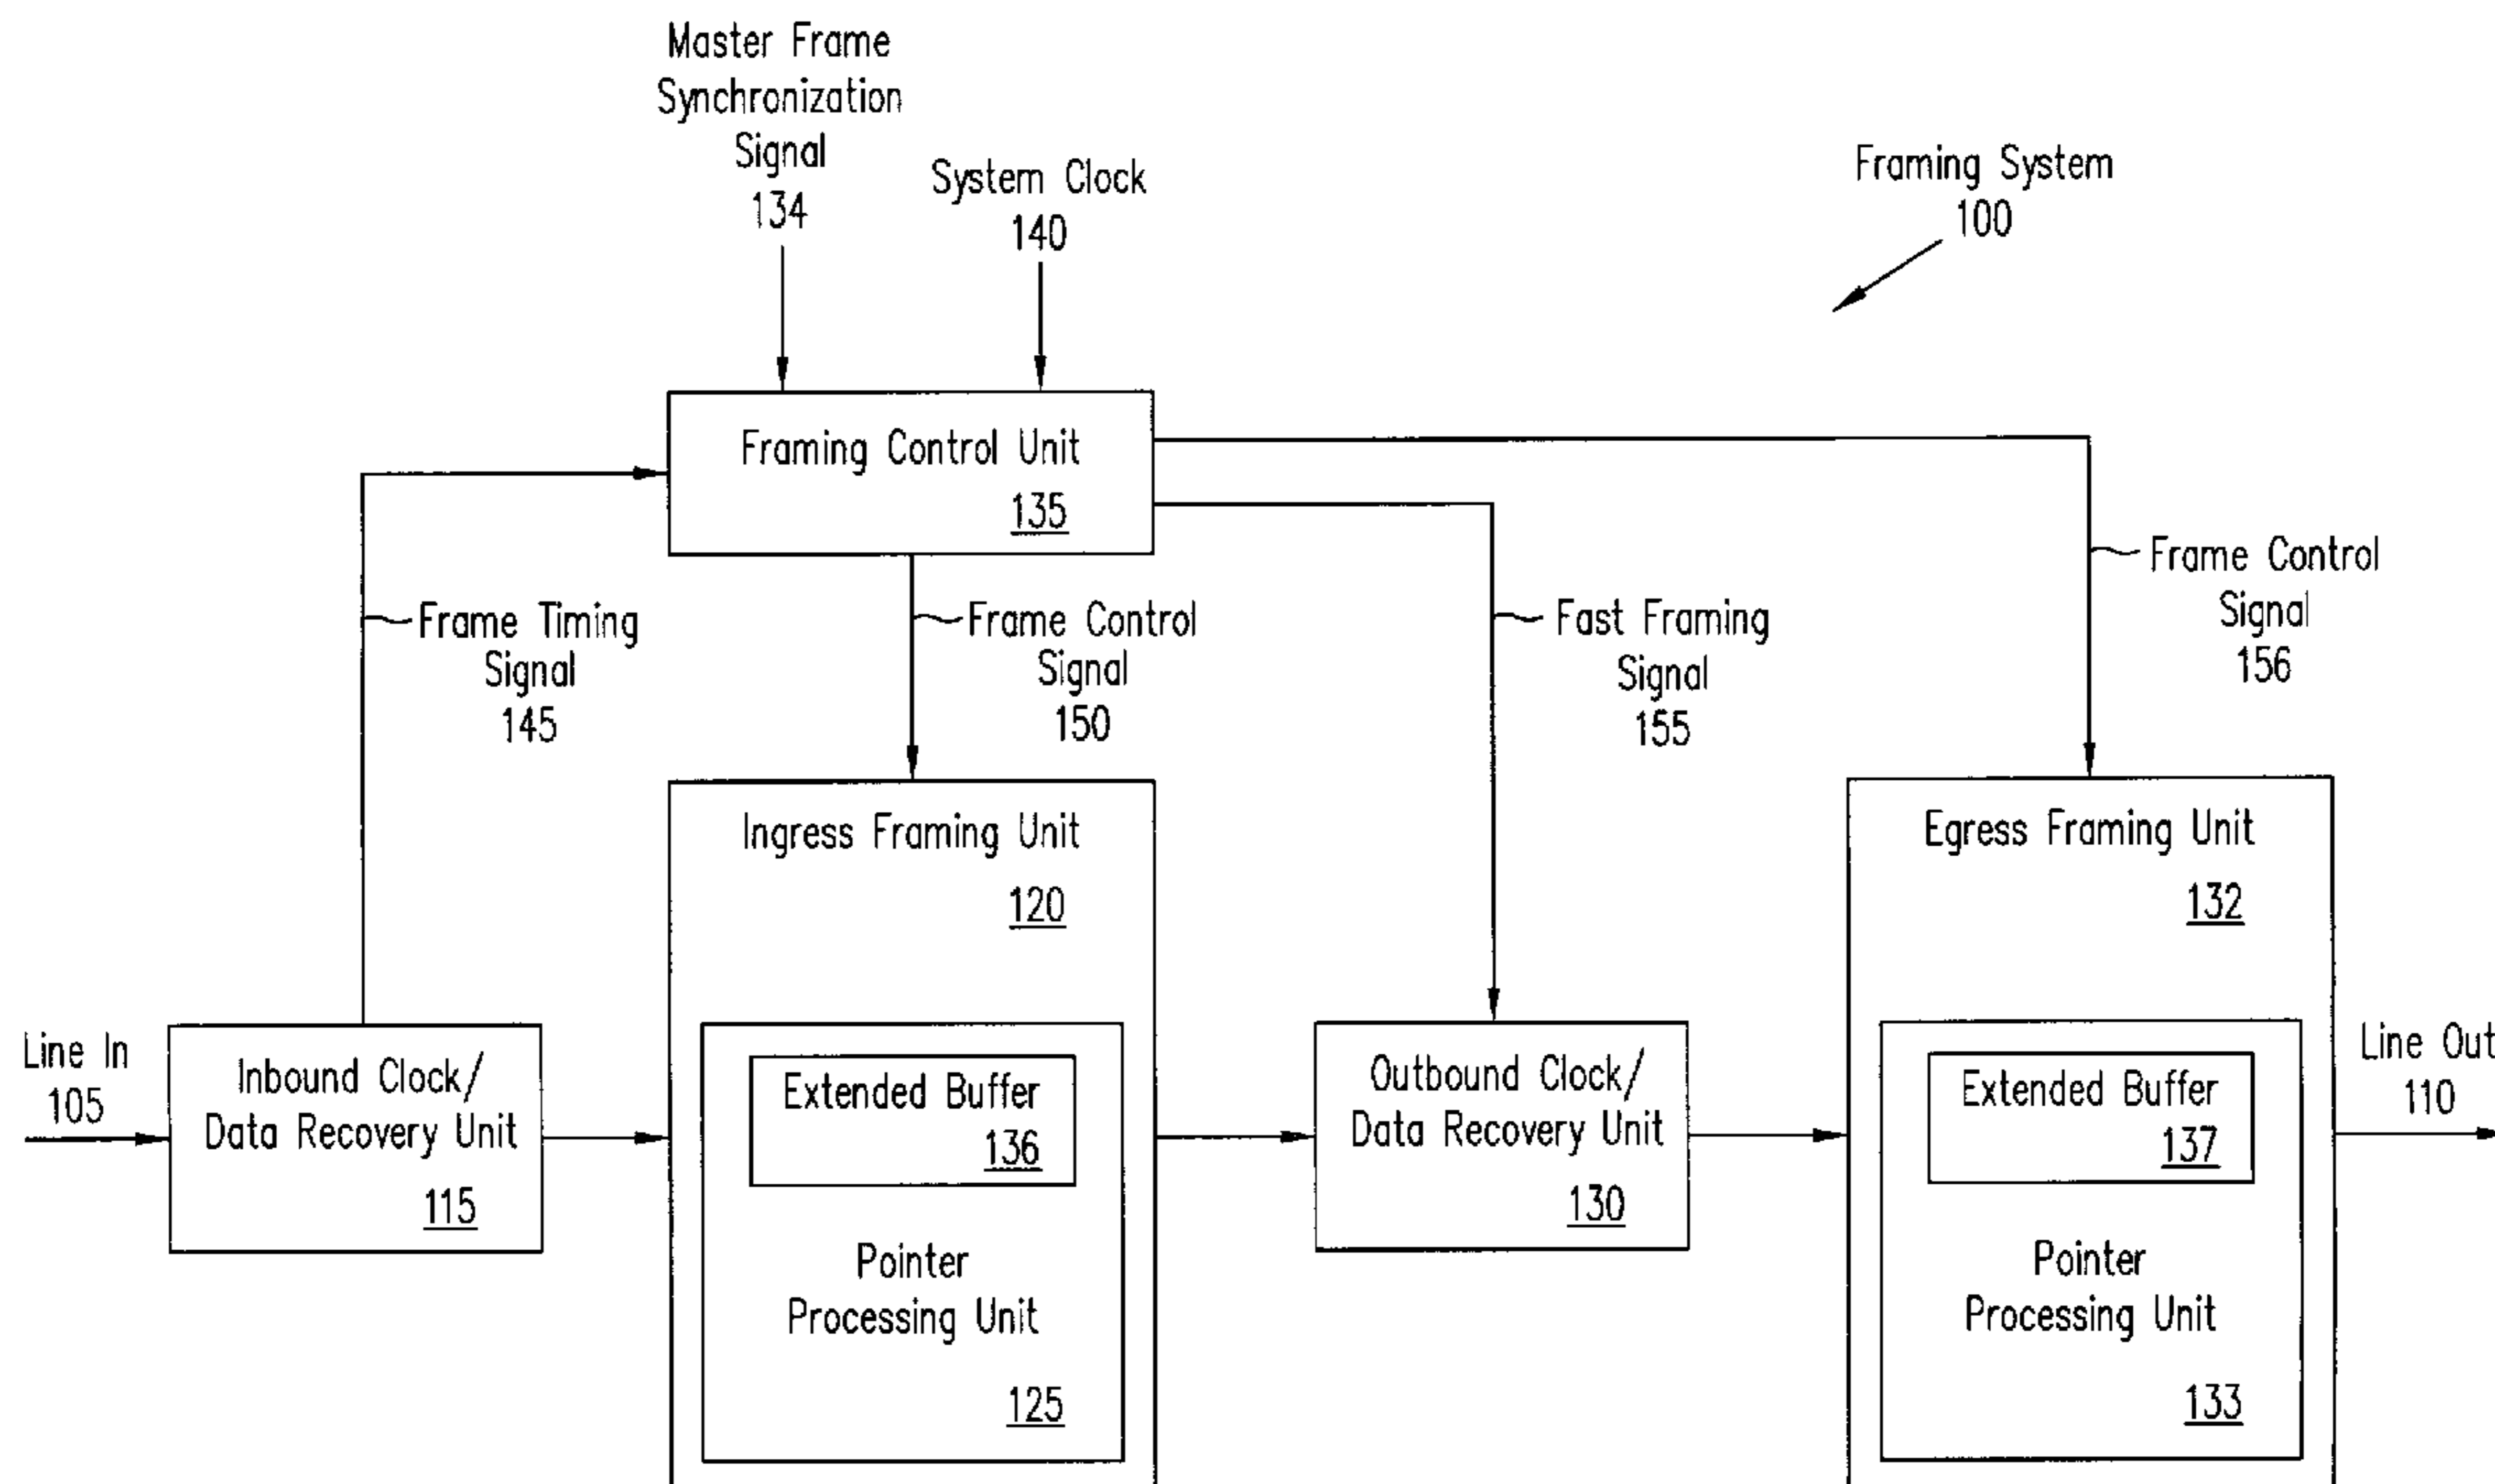 Master Frame
Synchronization
Signal
134
System Clock
140
Framing System
100
Framing Control Unit
135
Frame Timing
Signal
145
Frame Control
Signal
150
Fast Framing
Signal
155
Frame Control
Signal
156
Line In
105
Inbound Clock/
Data Recovery Unit
115
Ingress Framing Unit
120
Extended Buffer
136
Pointer
Processing Unit
125
Outbound Clock/
Data Recovery Unit
130
Egress Framing Unit
132
Extended Buffer
137
Pointer
Processing Unit
133
Line Out
110